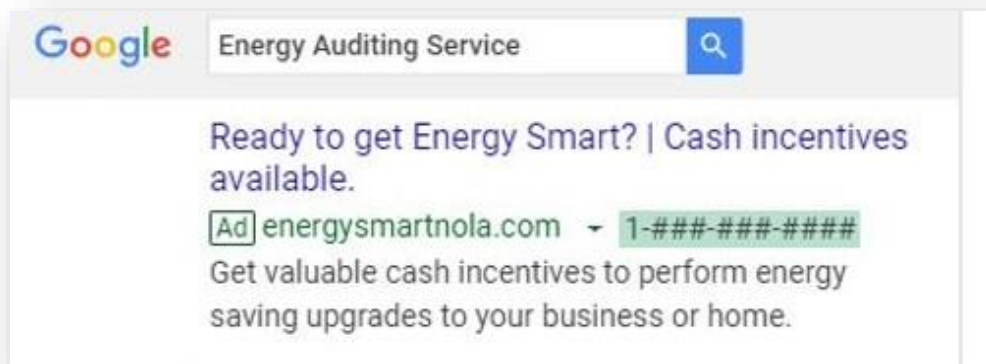 Google Energy Auditing Service
Ready to get Energy Smart? | Cash incentives
available.
Ad energysmartnola.com 1-###-###-####
Get valuable cash incentives to perform energy
saving upgrades to your business or home.